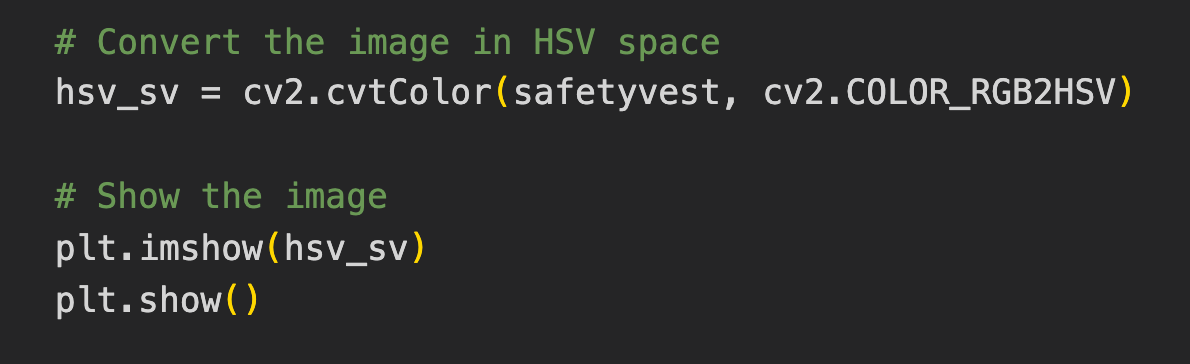 # Convert the image in HSV space
hsv_sv = cv2.cvtColor(safetyvest, cv2.COLOR_RGB2HSV)
# Show the image
plt.imshow(hsv_sv)
plt.show()